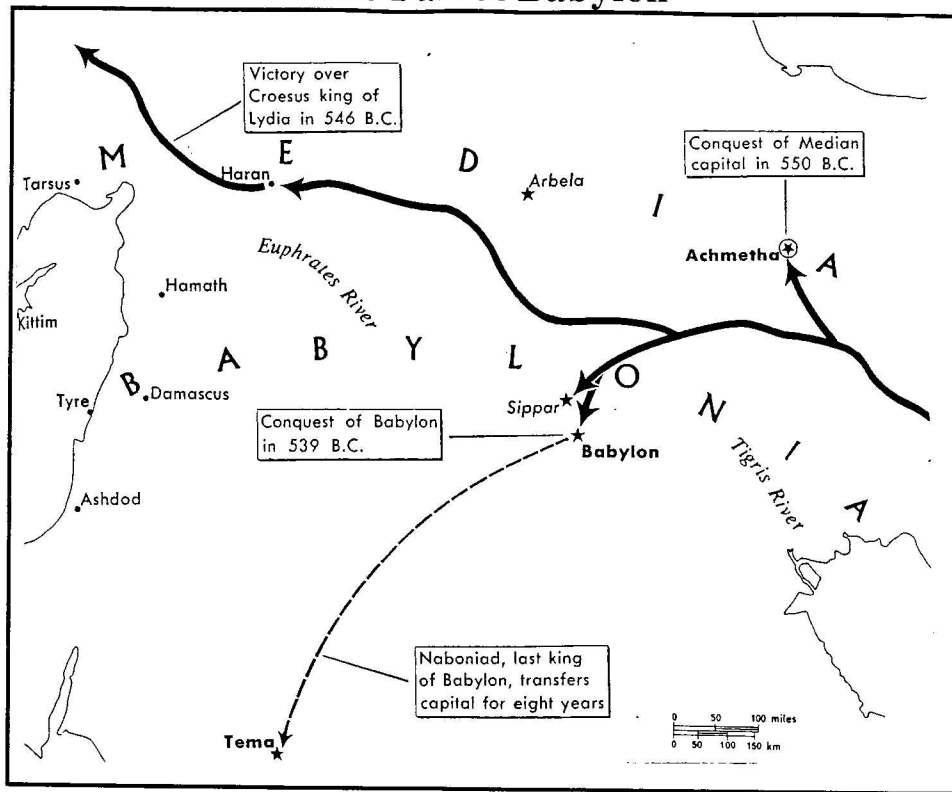 Babylon
Victory over
Croesus king of
Lydia in 546 B.C.
Conquest of Median
capital in 550 B.C.
M E D I A
Tarsus
Haran
Arbela
Achmetha
Euphrates River
Hamath
Kittim
B A B Y L O N I A
Damascus
Tyre
Sippar
Conquest of Babylon
in 539 B.C.
Babylon
Tigris River
Ashdod
Naboniad, last king
of Babylon, transfers
capital for eight years
Tema
0 50 100 miles
0 50 100 150 km